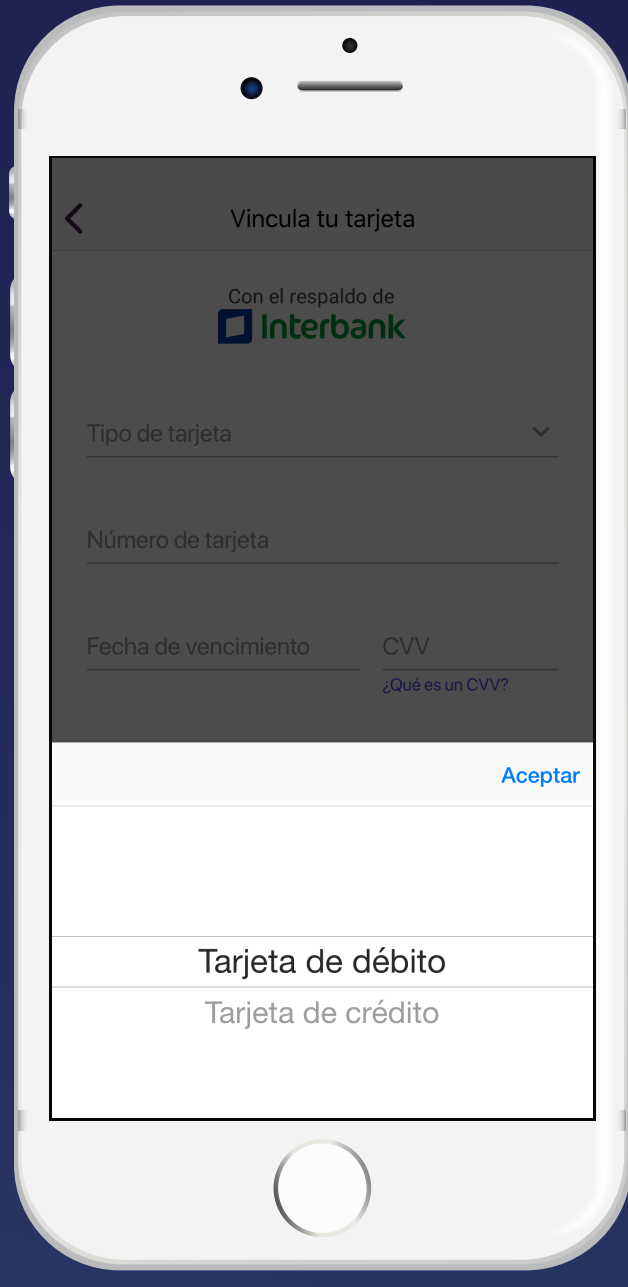 Vincula tu tarjeta
Con el respaldo de
Interbank
Tipo de tarjeta
Número de tarjeta
Fecha de vencimiento CVV
¿Qué es un CVV?
Aceptar
Tarjeta de débito
Tarjeta de crédito